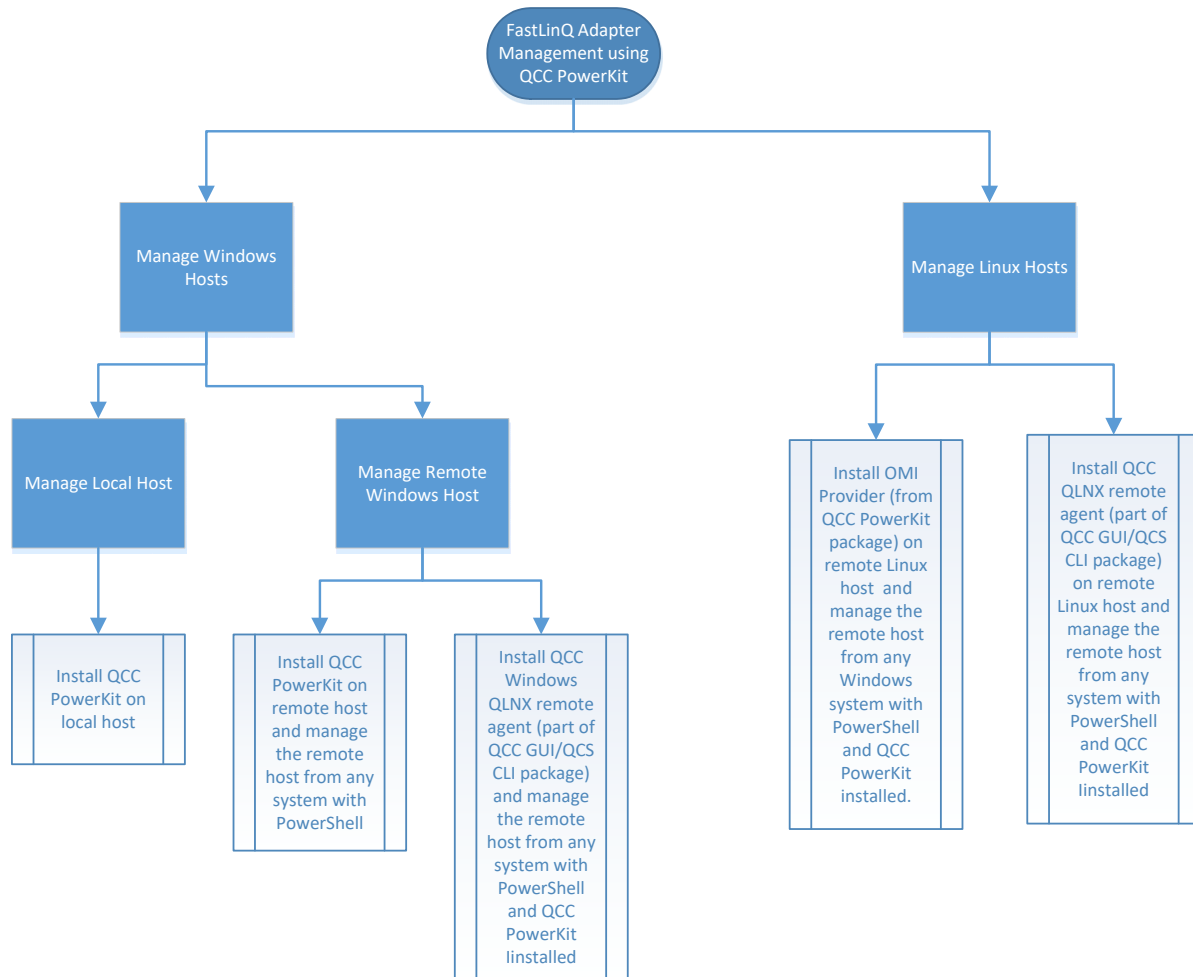 FastLinQ Adapter
Management using
QCC PowerKit
Manage Windows
Hosts
Manage Linux Hosts
Manage Local Host
Manage Remote
Windows Host
Install QCC
PowerKit on
local host
Install QCC
PowerKit on
remote host
and manage
the remote
host from any
system with
PowerShell
Install QCC
Windows
QLNX remote
agent (part of
QCC GUI/QCS
CLI package)
and manage
the remote
host from any
system with
PowerShell
and QCC
PowerKit
Iinstalled
Install OMI
Provider (from
QCC PowerKit
package) on
remote Linux
host  and
manage the
remote host
from any
Windows
system with
PowerShell
and QCC
PowerKit
installed.
Install QCC
QLNX remote
agent (part of
QCC GUI/QCS
CLI package)
on remote
Linux host and
manage the
remote host
from any
system with
PowerShell
and QCC
PowerKit
Iinstalled